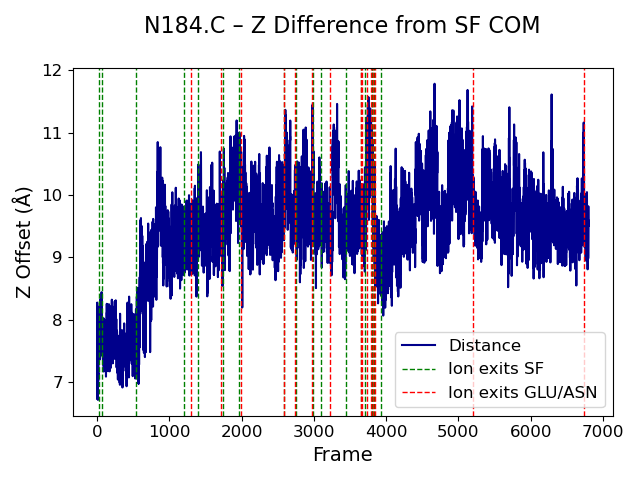 N184.C – Z Difference from SF COM
Z Offset (Å)
12
11
10
9
8
7
Distance
Ion exits SF
Ion exits GLU/ASN
0 1000 2000 3000 4000 5000 6000 7000
Frame